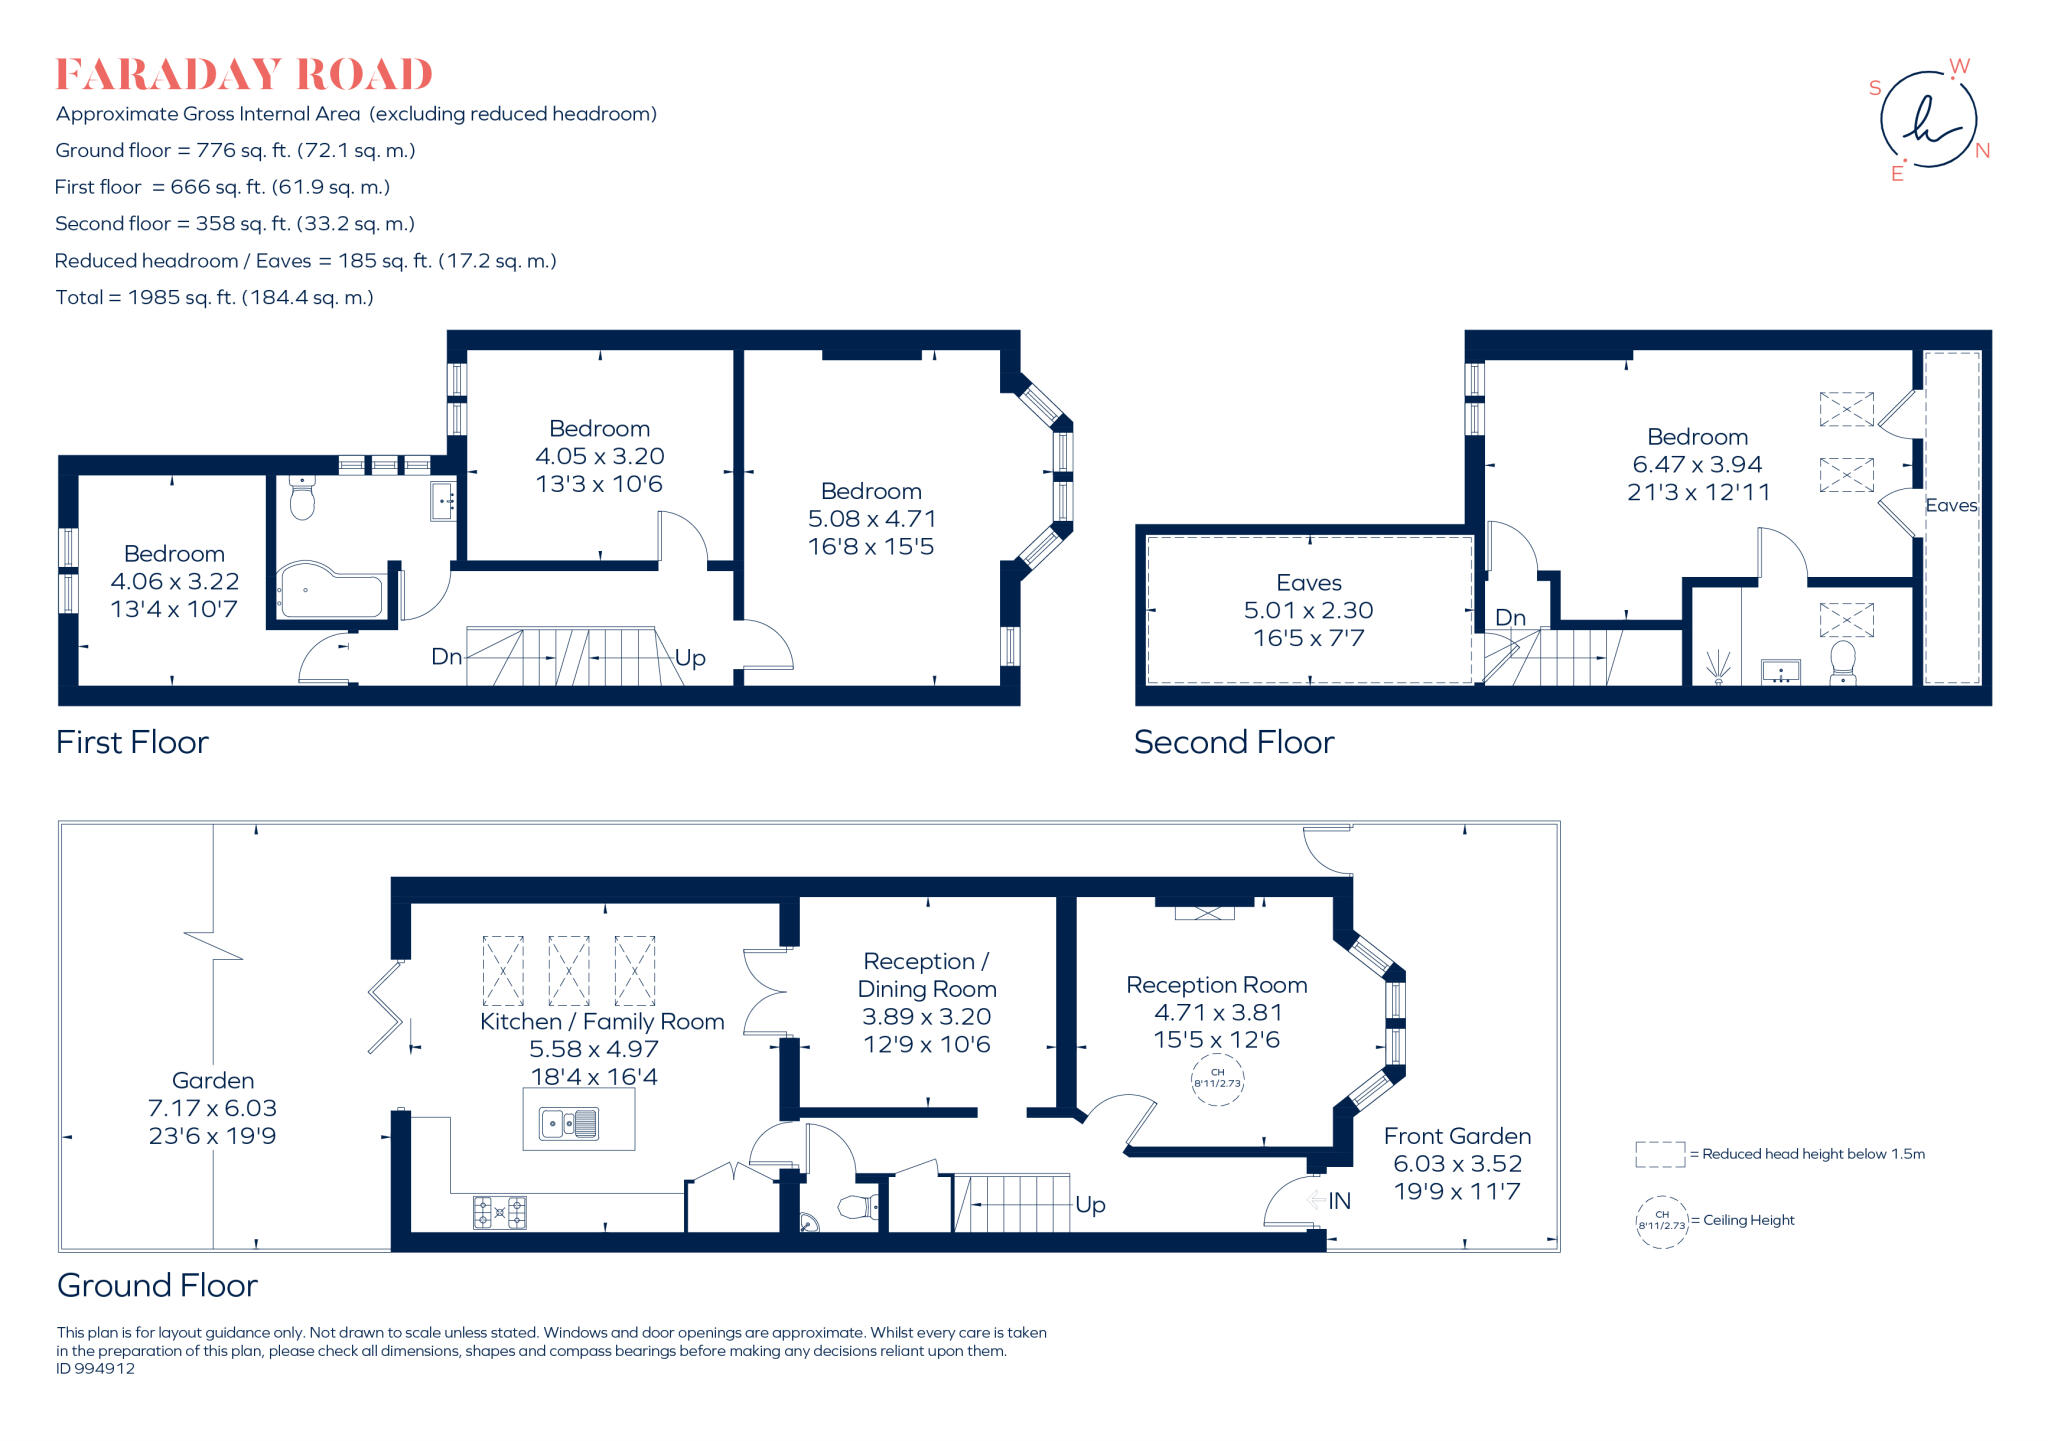 FARADAY ROAD
Approximate Gross Internal Area (excluding reduced headroom)
Ground floor = 776 sq. ft. (72.1 sq. m.)
First floor = 666 sq. ft. (61.9 sq. m.)
Second floor = 358 sq. ft. (33.2 sq. m.)
Reduced headroom / Eaves = 185 sq. ft. (17.2 sq. m.)
Total = 1985 sq. ft. (184.4 sq. m.)
W
S
N
E
h
Bedroom
4.06 x 3.22
13'4 x 10'7
Bedroom
4.05 x 3.20
13'3 x 10'6
Bedroom
5.08 x 4.71
16'8 x 15'5
Dn
Up
First Floor
Bedroom
6.47 x 3.94
21'3 x 12'11
Eaves
Eaves
5.01 x 2.30
16'5 x 7'7
Dn
Second Floor
Garden
7.17 x 6.03
23'6 x 19'9
Kitchen / Family Room
5.58 x 4.97
18'4 x 16'4
Reception /
Dining Room
3.89 x 3.20
12'9 x 10'6
Reception Room
4.71 x 3.81
15'5 x 12'6
CH
8'11/2.73
Front Garden
6.03 x 3.52
19'9 x 11'7
Up
IN
= Reduced head height below 1.5m
CH
8'11/2.73
= Ceiling Height
Ground Floor
This plan is for layout guidance only. Not drawn to scale unless stated. Windows and door openings are approximate. Whilst every care is taken
in the preparation of this plan, please check all dimensions, shapes and compass bearings before making any decisions reliant upon them.
ID 994912